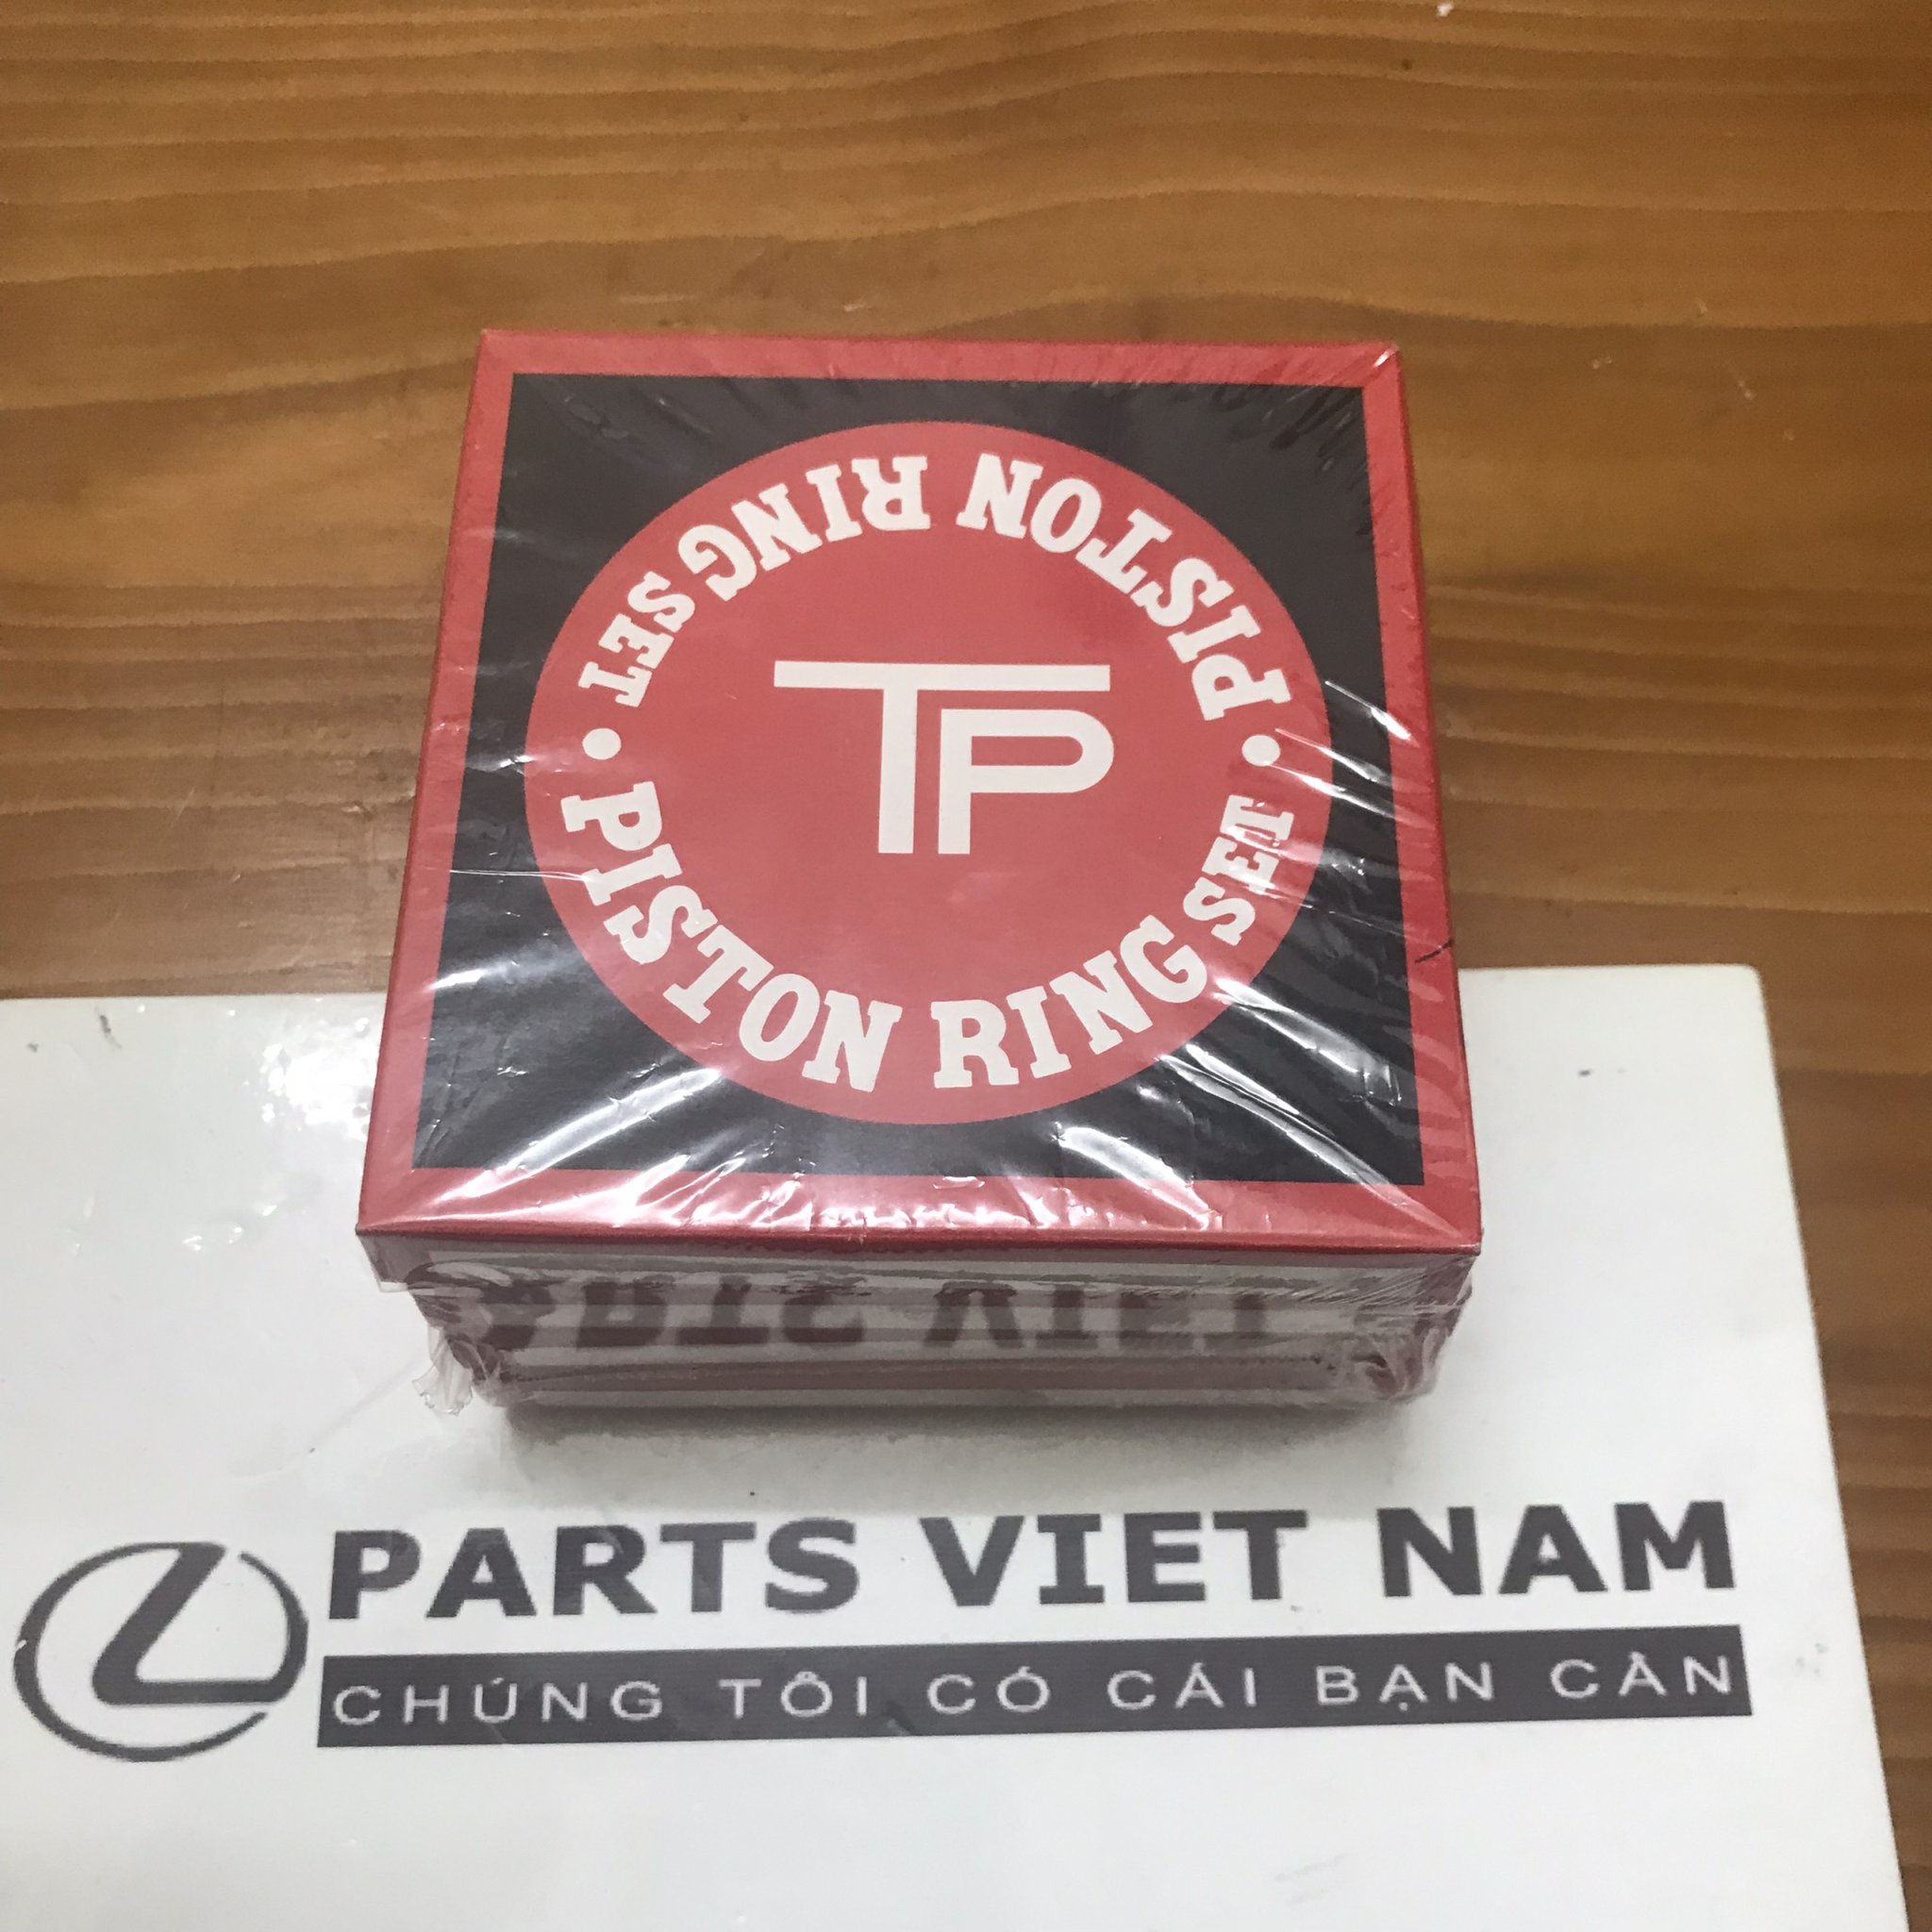 PISTON RING SET
TP
PISTON RING SET
PARTS VIET NAM
CHÚNG TÔI CÓ CÁI BẠN CẦN